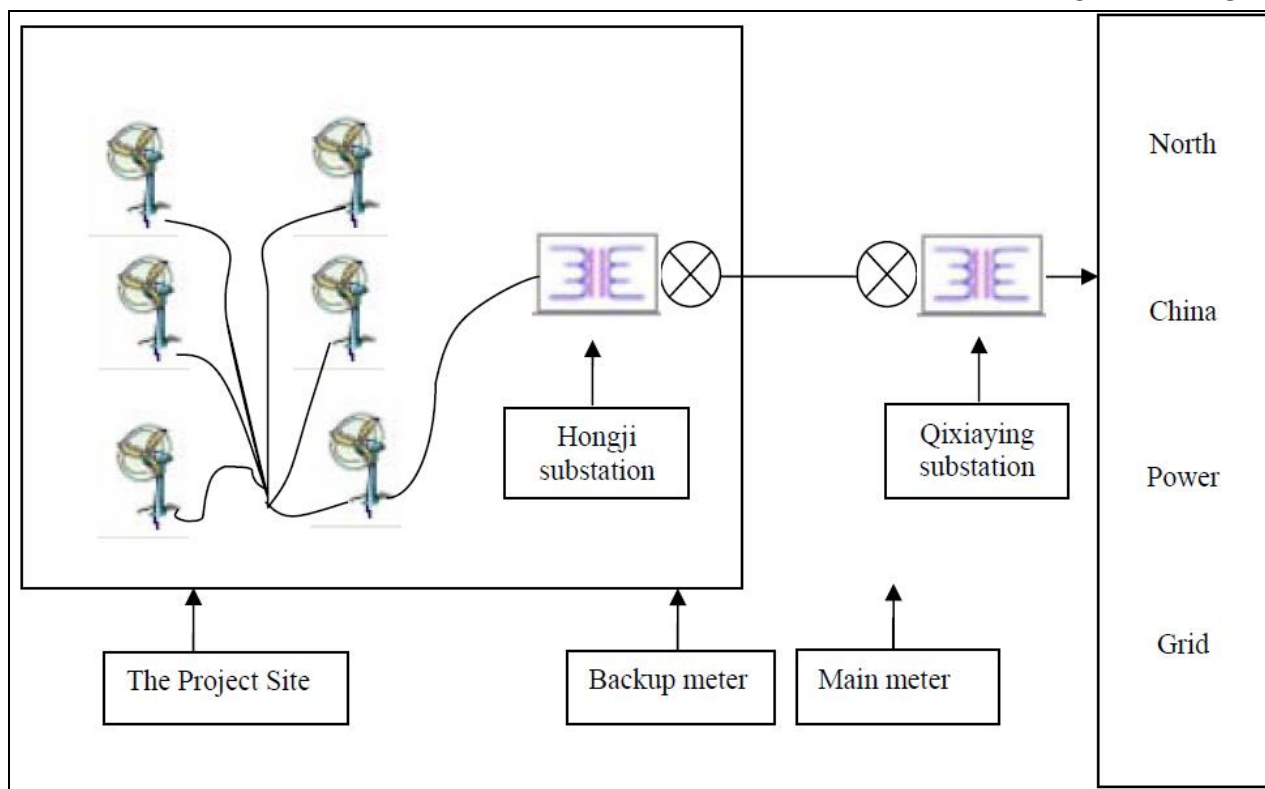 North
China
Power
Grid
Hongji
substation
Qixiaying
substation
The Project Site
Backup meter
Main meter